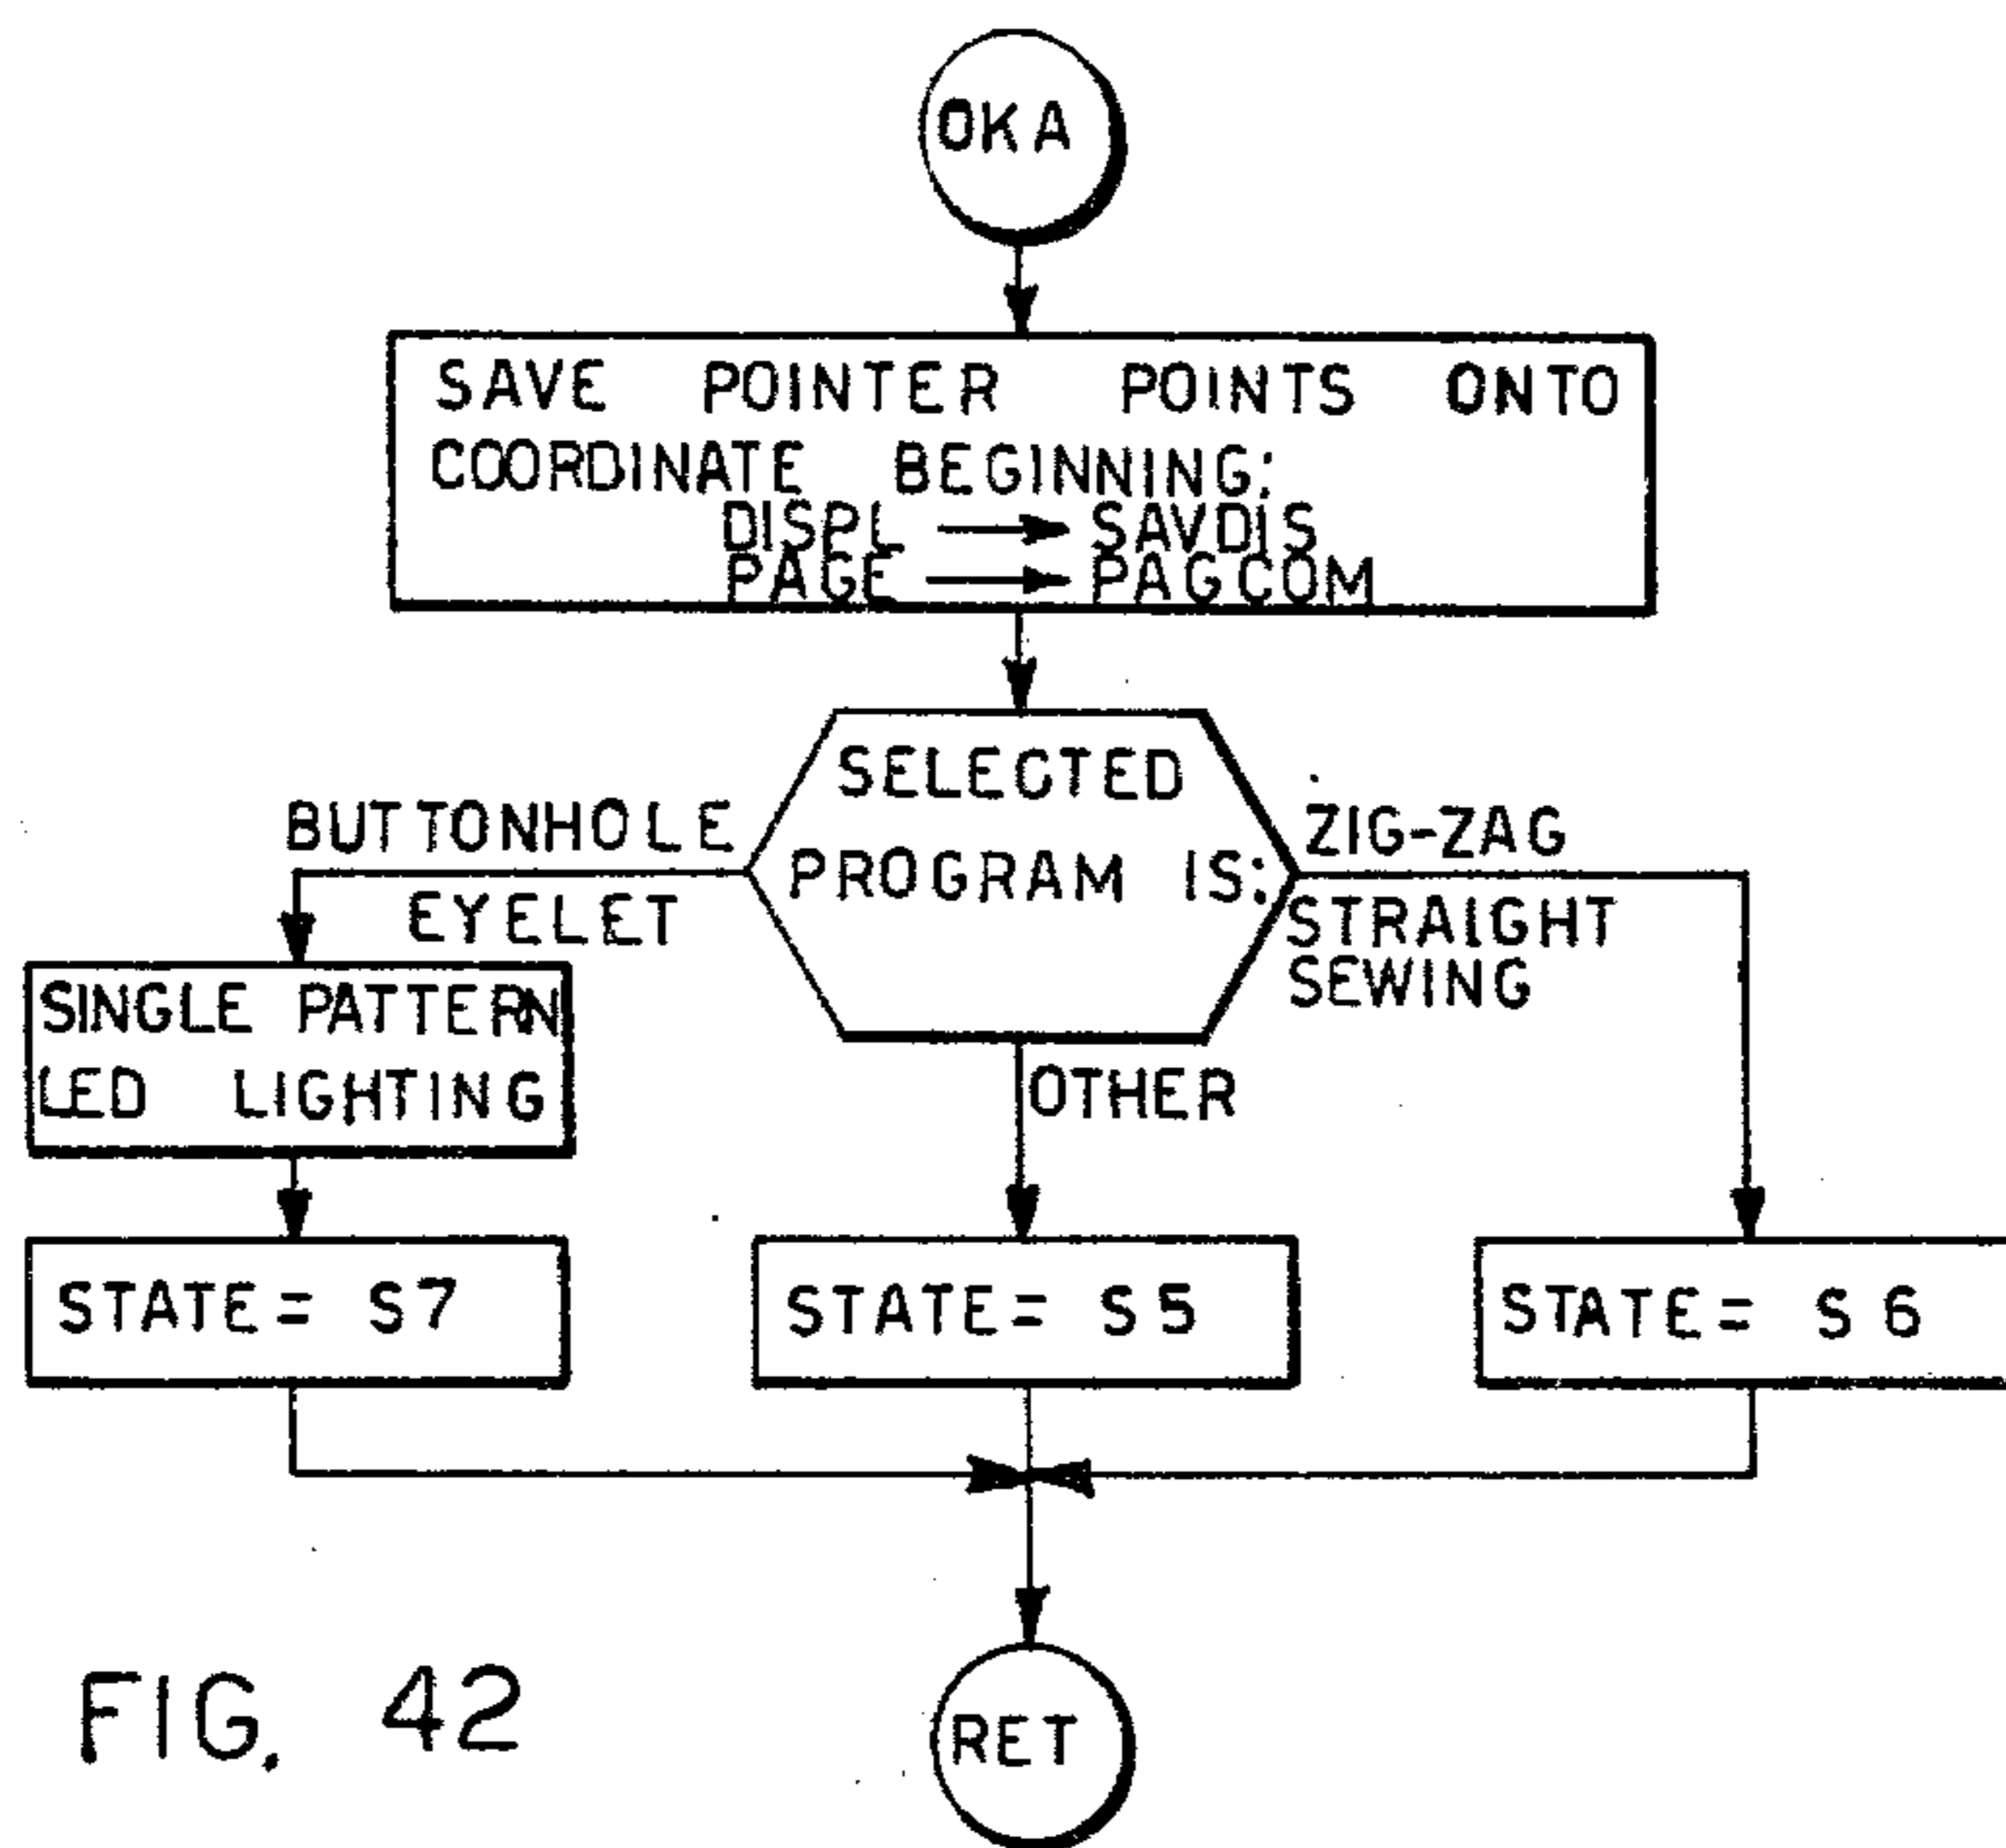 OKA
SAVE POINTER POINTS ONTO
COORDINATE BEGINNING:
DISPL → SAVDIS
PAGE → PAGCOM
SELECTED
PROGRAM IS:
BUTTONHOLE
EYELET
ZIG-ZAG
STRAIGHT
SEWING
SINGLE PATTERN
LED LIGHTING
OTHER
STATE= S7
STATE= S5
STATE= S6
RET
FIG. 42